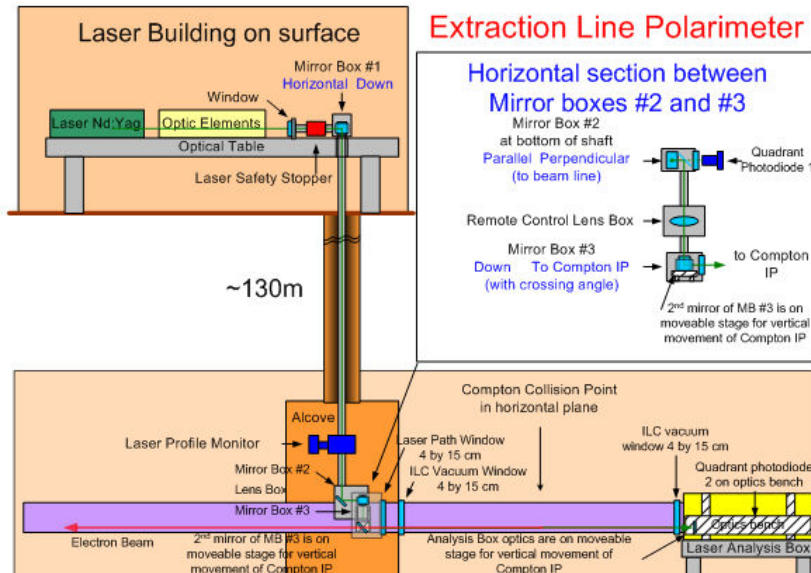 Laser Building on surface
Extraction Line Polarimeter
Mirror Box #1
Horizontal Down
Window
Laser Nd:Yag
Optic Elements
Optical Table
Laser Safety Stopper
Horizontal section between
Mirror boxes #2 and #3
Mirror Box #2
at bottom of shaft
Parallel Perpendicular
(to beam line)
Quadrant
Photodiode 1
Remote Control Lens Box
Mirror Box #3
Down To Compton IP
(with crossing angle)
to Compton
IP
2nd mirror of MB #3 is on
moveable stage for vertical
movement of Compton IP
~130m
Alcove
Laser Profile Monitor
Mirror Box #2
Lens Box
Mirror Box #3
Laser Path Window
4 by 15 cm
ILC Vacuum Window
4 by 15 cm
Compton Collision Point
in horizontal plane
ILC vacuum
window 4 by 15 cm
Quadrant photodiode
2 on optics bench
Optics bench
Laser Analysis Box
Electron Beam
2nd mirror of MB #3 is on
moveable stage for vertical
movement of Compton IP
Analysis Box optics are on moveable
stage for vertical movement of
Compton IP